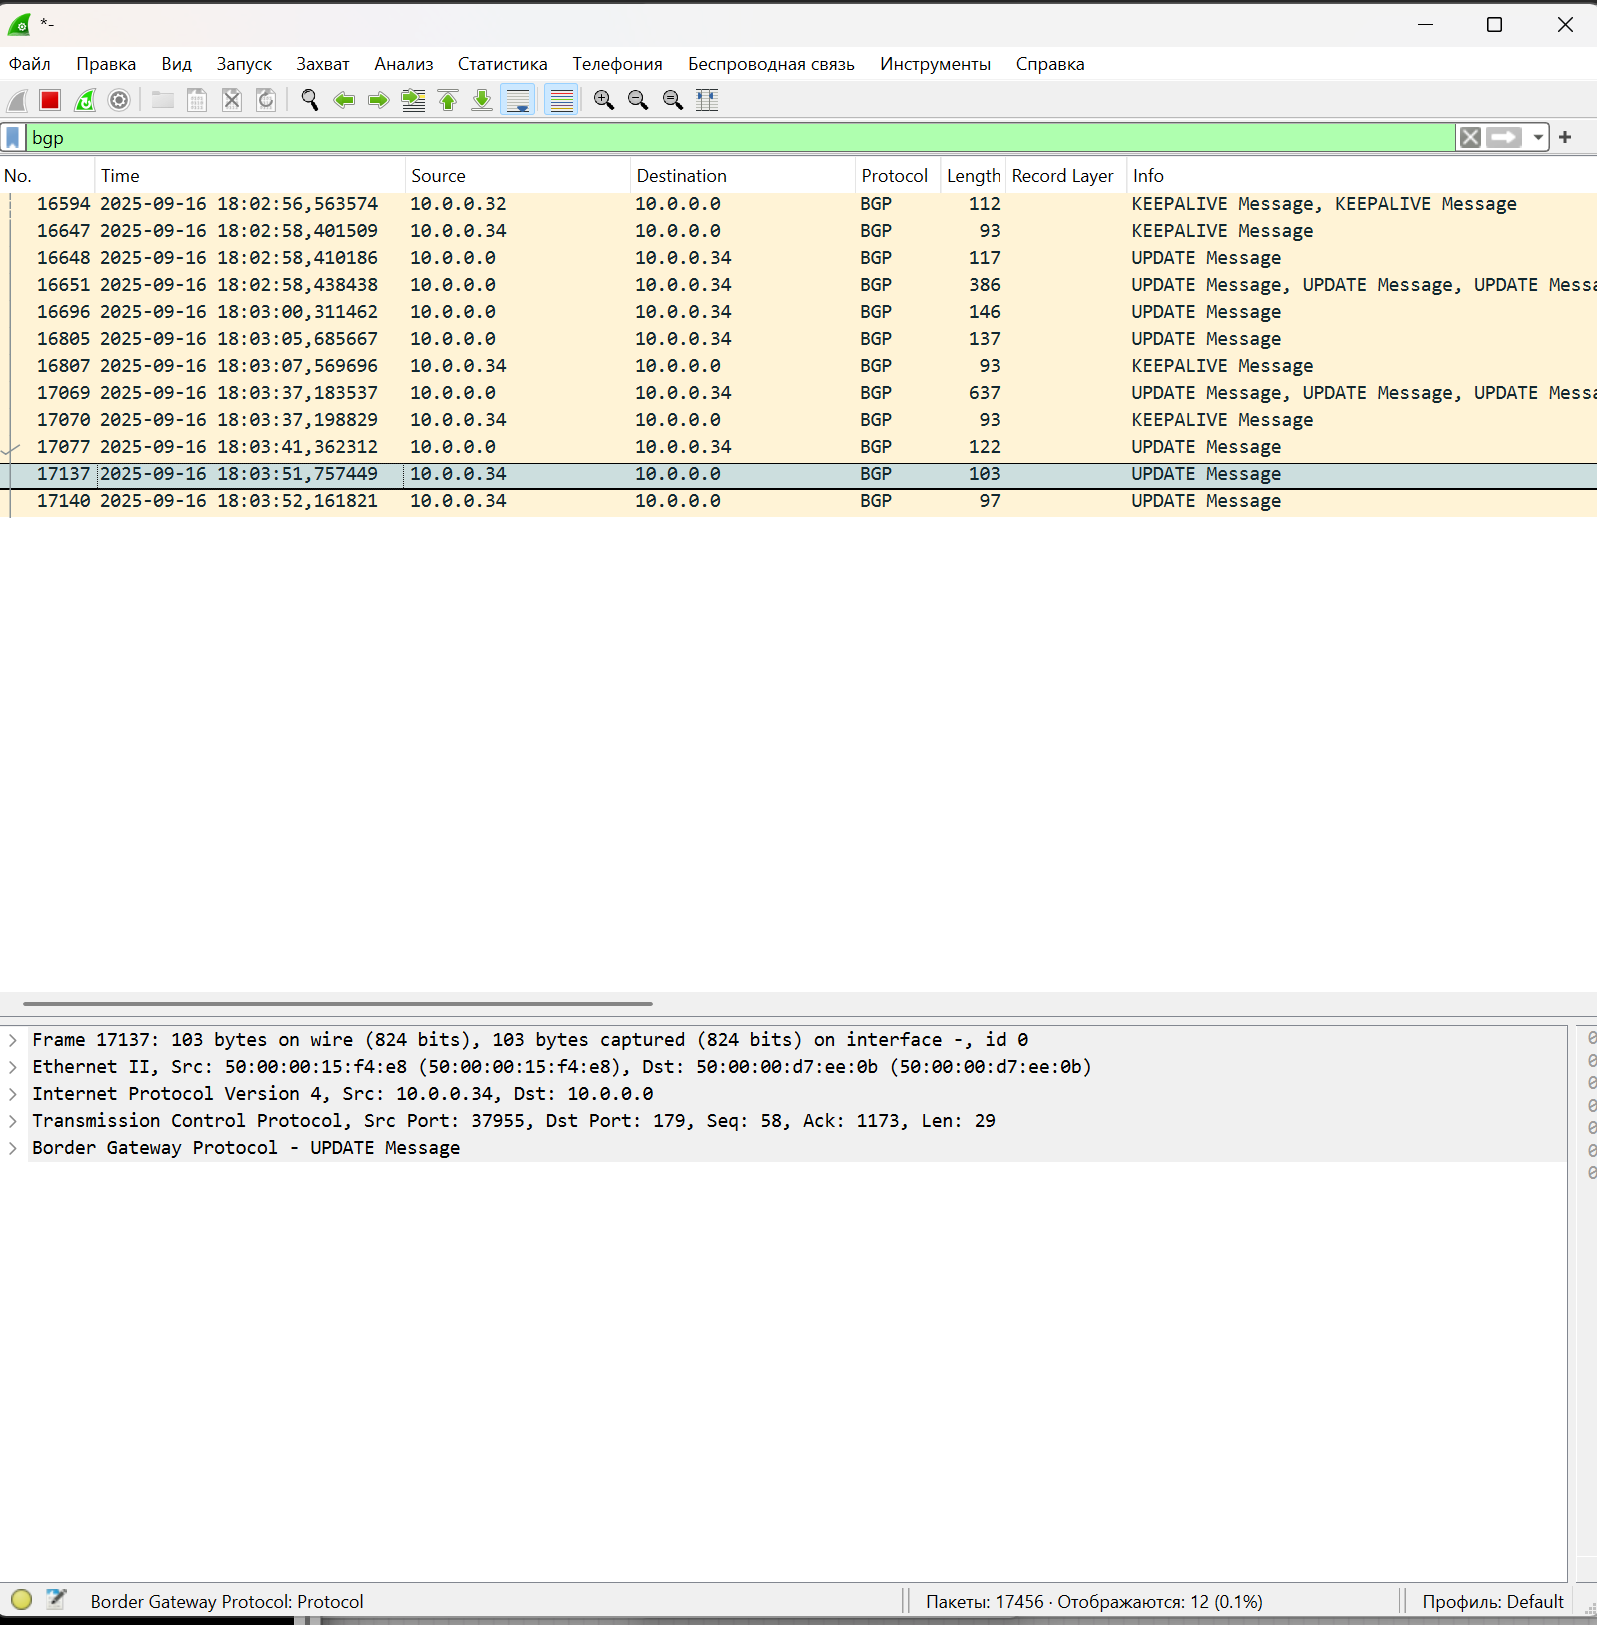 *-
Файл Правка Вид Запуск Захват Анализ Статистика Телефония Беспроводная связь Инструменты Справка
bgp
No. Time Source Destination Protocol Length Record Layer Info
16594 2025-09-16 18:02:56,563574 10.0.0.32 10.0.0.0 BGP 112 KEEPALIVE Message, KEEPALIVE Message
16647 2025-09-16 18:02:58,401509 10.0.0.34 10.0.0.0 BGP 93 KEEPALIVE Message
16648 2025-09-16 18:02:58,410186 10.0.0.0 10.0.0.34 BGP 117 UPDATE Message
16651 2025-09-16 18:02:58,438438 10.0.0.0 10.0.0.34 BGP 386 UPDATE Message, UPDATE Message, UPDATE Messa
16696 2025-09-16 18:03:00,311462 10.0.0.0 10.0.0.34 BGP 146 UPDATE Message
16805 2025-09-16 18:03:05,685667 10.0.0.0 10.0.0.34 BGP 137 UPDATE Message
16807 2025-09-16 18:03:07,569696 10.0.0.34 10.0.0.0 BGP 93 KEEPALIVE Message
17069 2025-09-16 18:03:37,183537 10.0.0.0 10.0.0.34 BGP 637 UPDATE Message, UPDATE Message, UPDATE Messa
17070 2025-09-16 18:03:37,198829 10.0.0.34 10.0.0.0 BGP 93 KEEPALIVE Message
17077 2025-09-16 18:03:41,362312 10.0.0.0 10.0.0.34 BGP 122 UPDATE Message
17137 2025-09-16 18:03:51,757449 10.0.0.34 10.0.0.0 BGP 103 UPDATE Message
17140 2025-09-16 18:03:52,161821 10.0.0.34 10.0.0.0 BGP 97 UPDATE Message
Frame 17137: 103 bytes on wire (824 bits), 103 bytes captured (824 bits) on interface -, id 0
Ethernet II, Src: 50:00:00:15:f4:e8 (50:00:00:15:f4:e8), Dst: 50:00:00:d7:ee:0b (50:00:00:d7:ee:0b)
Internet Protocol Version 4, Src: 10.0.0.34, Dst: 10.0.0.0
Transmission Control Protocol, Src Port: 37955, Dst Port: 179, Seq: 58, Ack: 1173, Len: 29
Border Gateway Protocol - UPDATE Message
Border Gateway Protocol: Protocol Пакеты: 17456 · Отображаются: 12 (0.1%) Профиль: Default